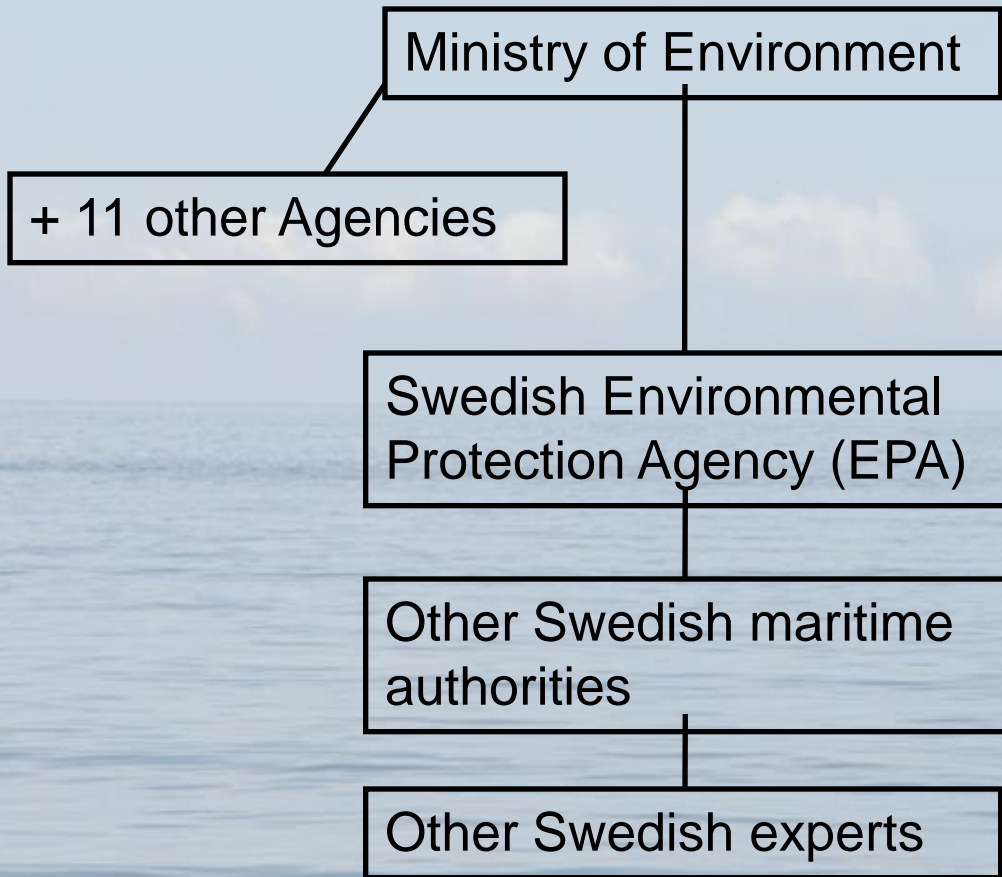 Ministry of Environment
+ 11 other Agencies
Swedish Environmental
Protection Agency (EPA)
Other Swedish maritime
authorities
Other Swedish experts